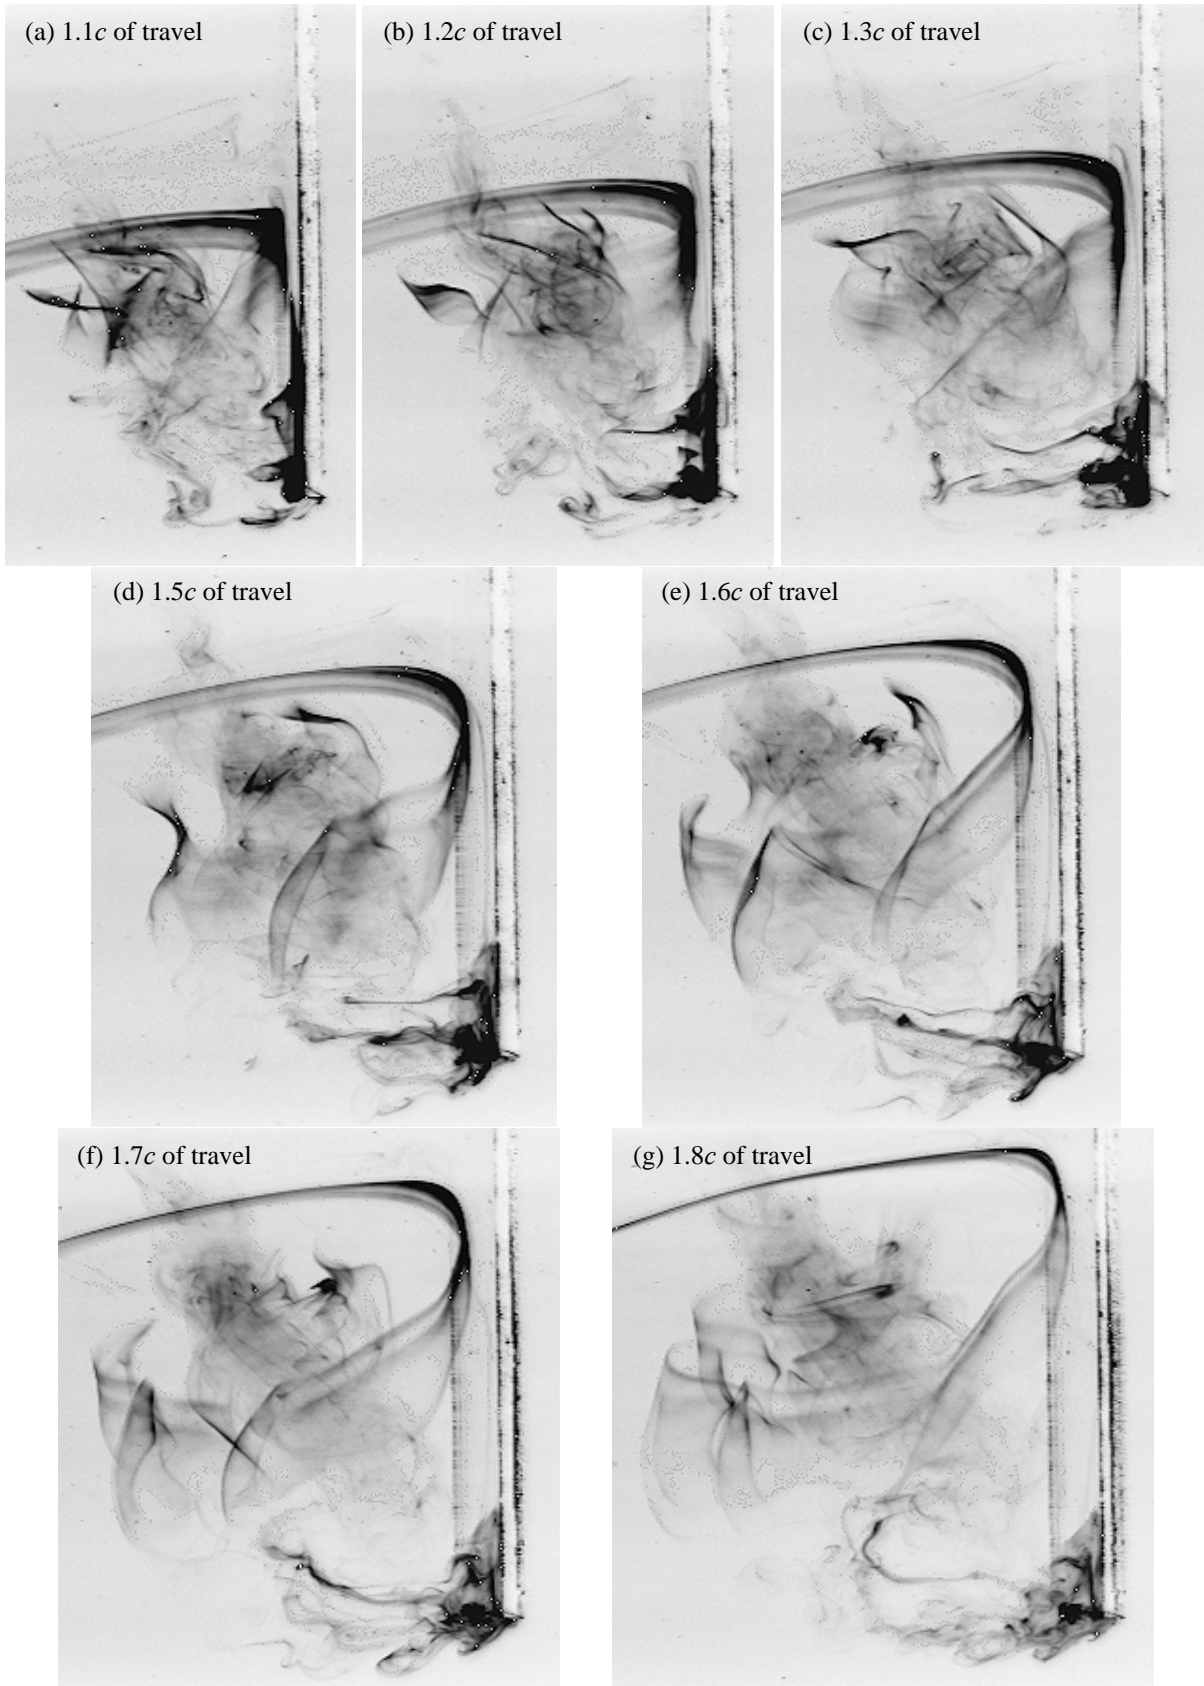 (a) 1.1c of travel
(b) 1.2c of travel
(c) 1.3c of travel
(d) 1.5c of travel
(e) 1.6c of travel
(f) 1.7c of travel
(g) 1.8c of travel